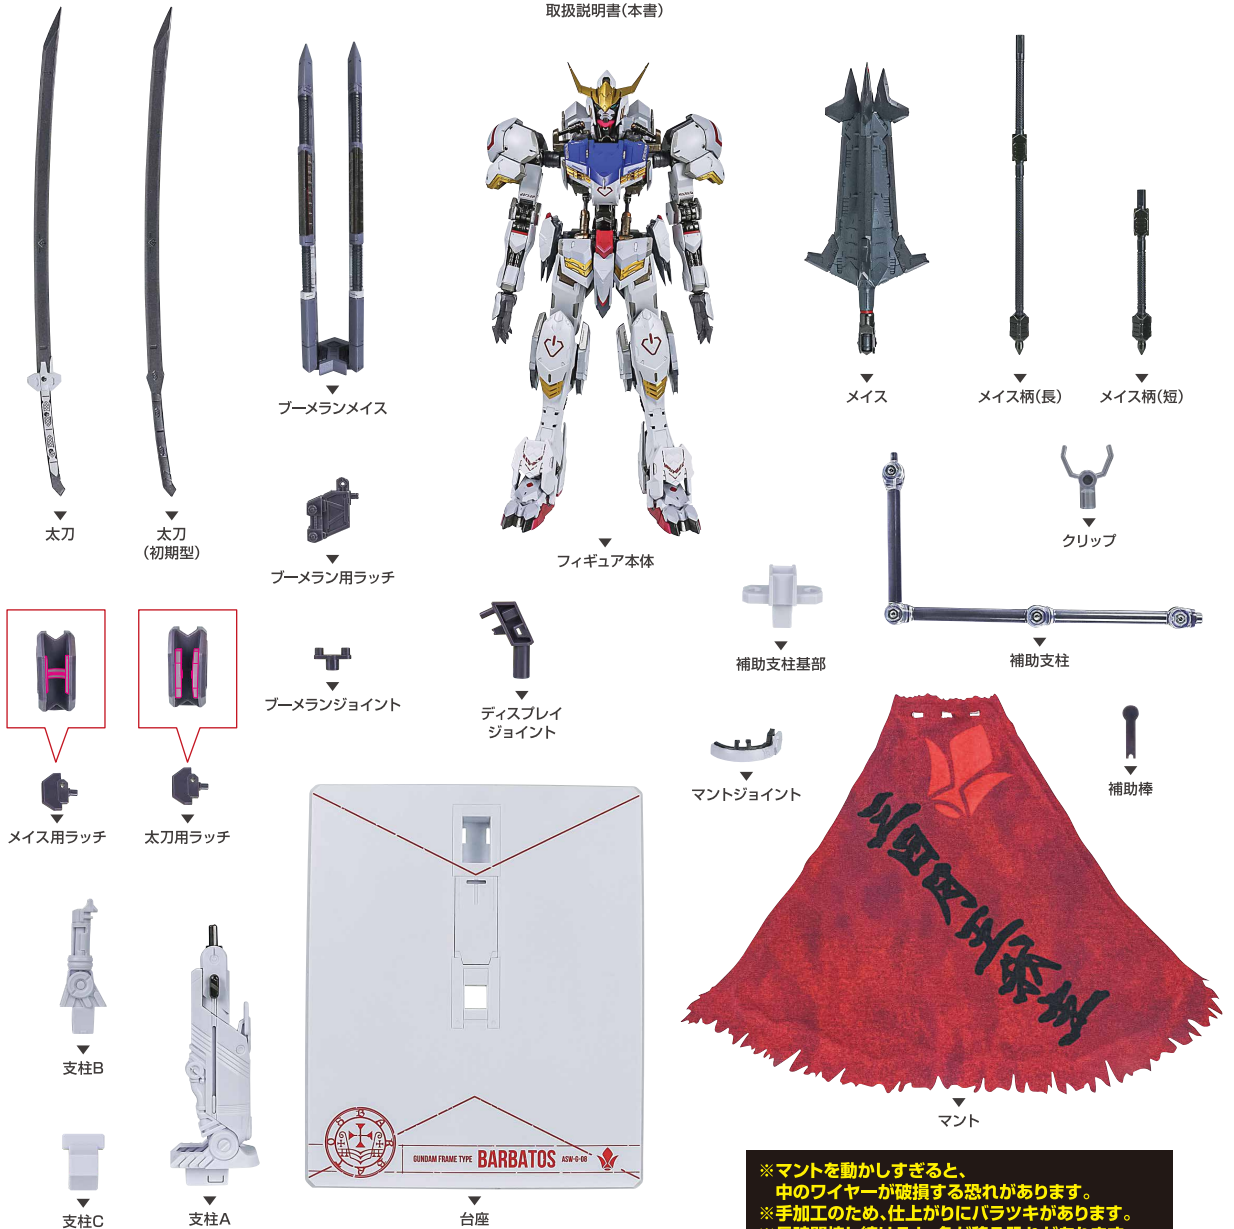 取扱説明書(本書)
ブーメランメイス
メイス
メイス柄(長)
メイス柄(短)
太刀
太刀
(初期型)
クリップ
フィギュア本体
ブーメラン用ラッチ
補助支柱基部
補助支柱
ブーメランジョイント
ディスプレイ
ジョイント
マントジョイント
補助棒
メイス用ラッチ
太刀用ラッチ
支柱B
マント
BARBATOS
GUNDAM FRAME TYPE BARBATOS ASW-G-08
支柱C
支柱A
台座
※マントを動かしすぎると、
中のワイヤーが破損する恐れがあります。
※手加工のため、仕上がりにバラツキがあります。